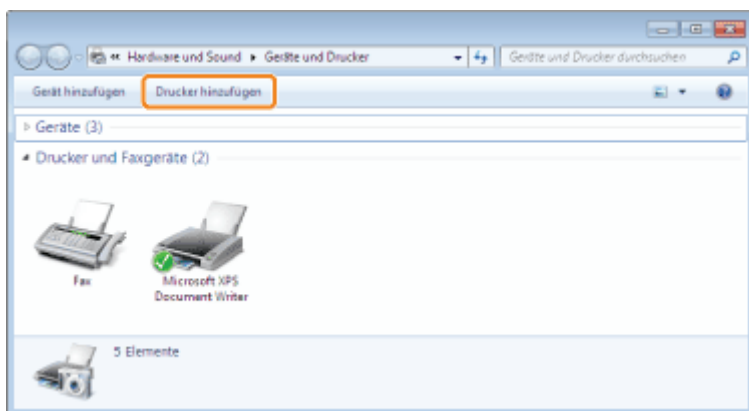 « Hardware und Sound ▸ Geräte und Drucker
Geräte und Drucker durchsuchen
Gerät hinzufügen
Drucker hinzufügen
Geräte (3)
Drucker und Faxgeräte (2)
Fax
Microsoft XPS
Document Writer
5 Elemente